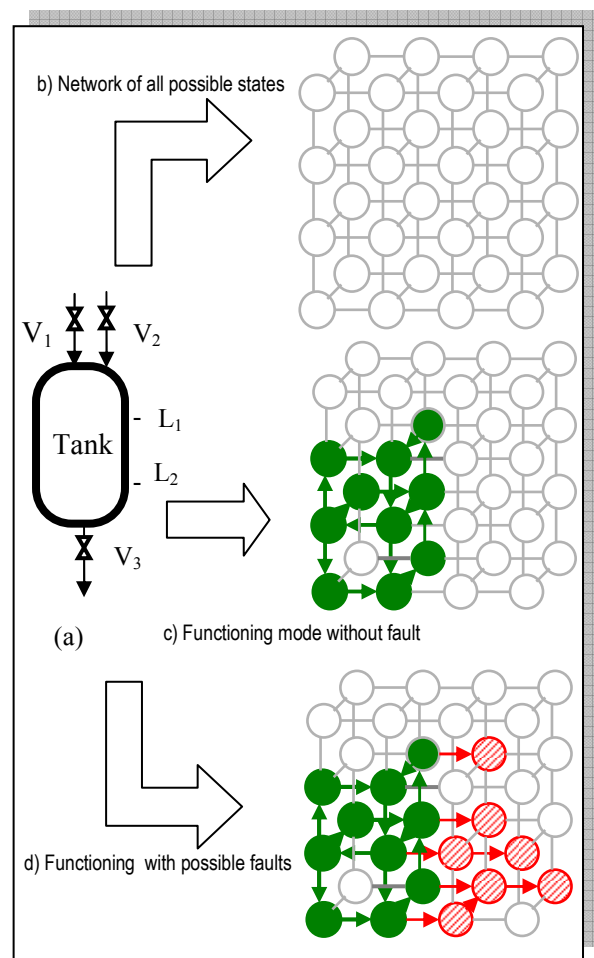 b) Network of all possible states
V1
V2
L1
Tank
L2
V3
(a)
c) Functioning mode without fault
d) Functioning with possible faults